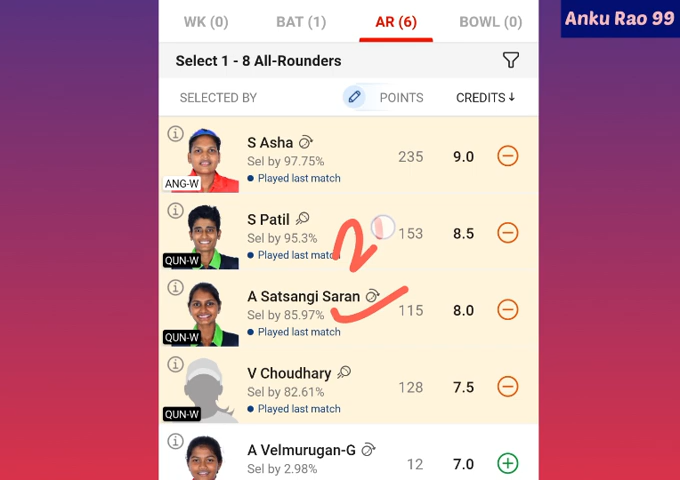 Anku Rao 99
WK (0) BAT (1) AR (6) BOWL (0)
Select 1 - 8 All-Rounders
SELECTED BY POINTS CREDITS↓
S Asha
Sel by 97.75% 235 9.0
Played last match
ANG-W
S Patil
Sel by 95.3% 153 8.5
Played last match
QUN-W
2
A Satsangi Saran
Sel by 85.97% 115 8.0
Played last match
QUN-W
V Choudhary
Sel by 82.61% 128 7.5
Played last match
QUN-W
A Velmurugan-G
Sel by 2.98% 12 7.0